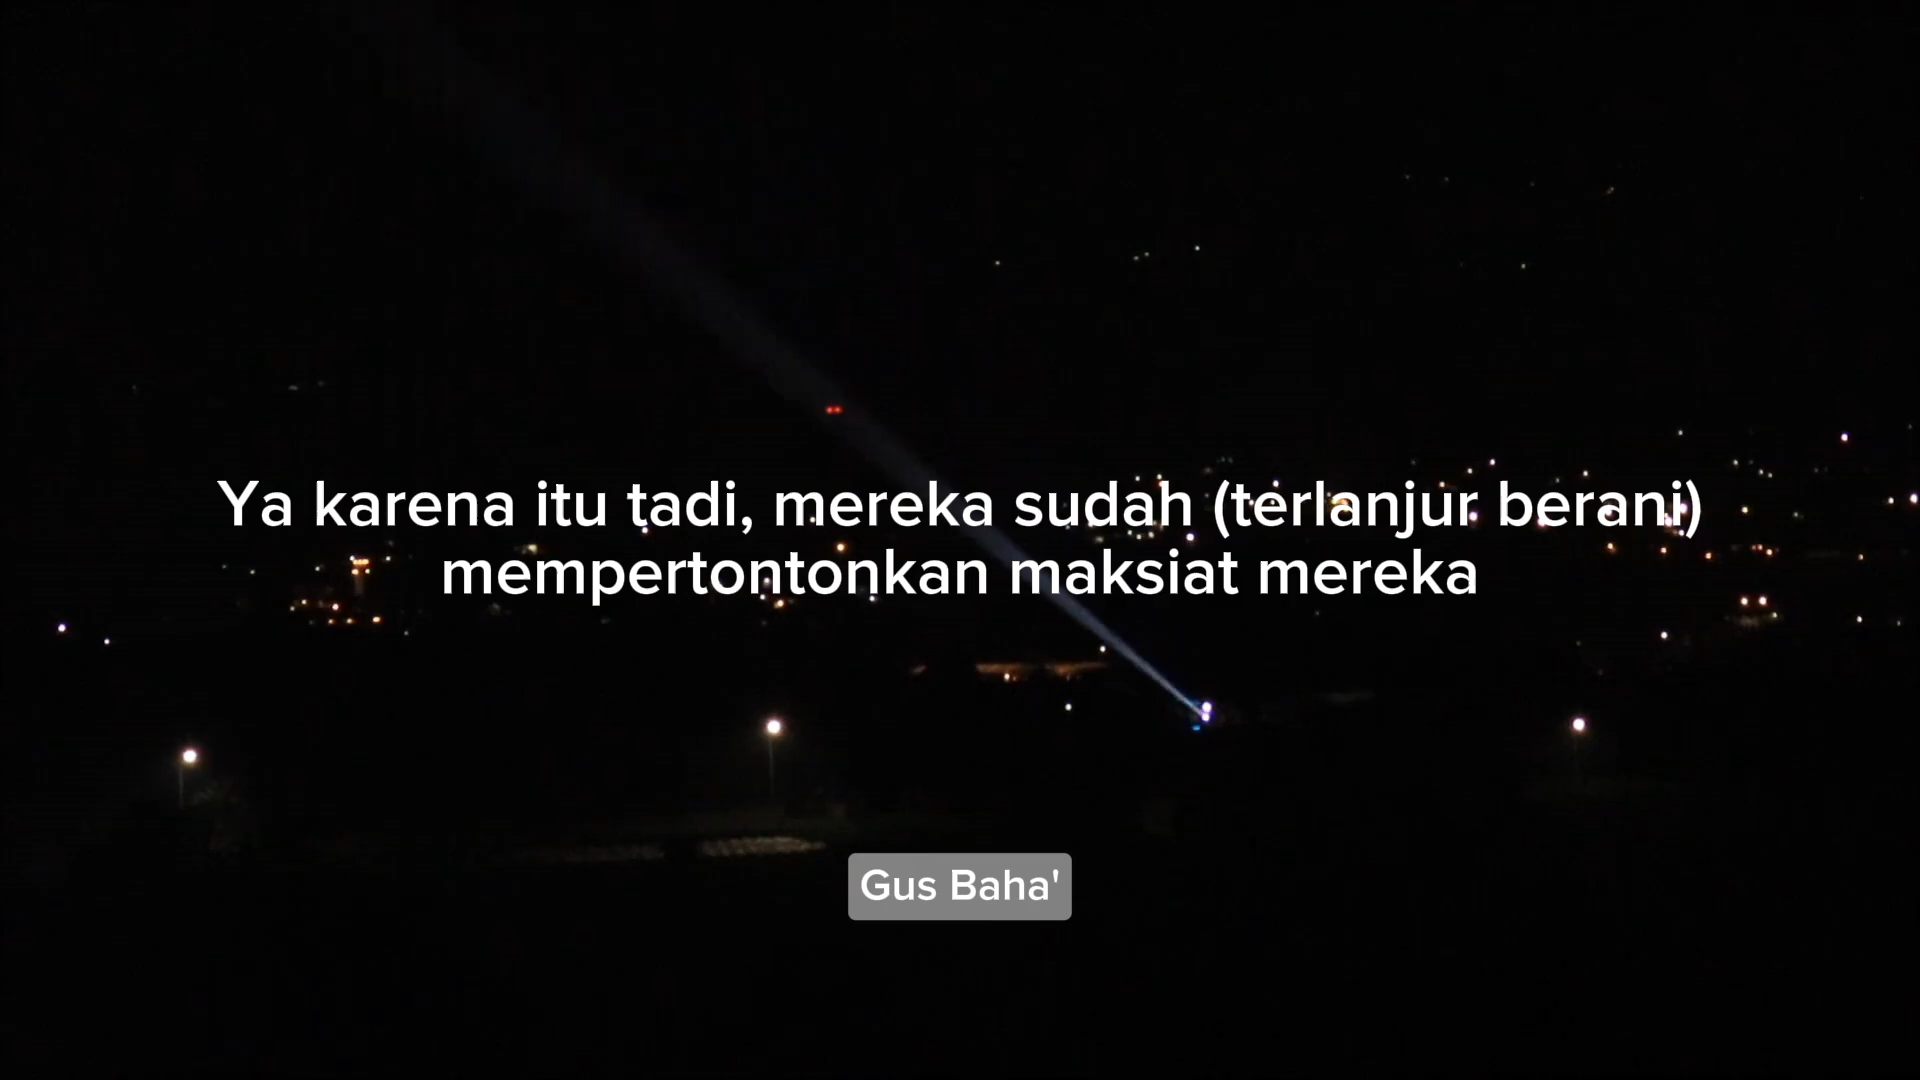 Ya karena itu tadi, mereka sudah (terlanjur berani)
mempertontonkan maksiat mereka
Gus Baha'